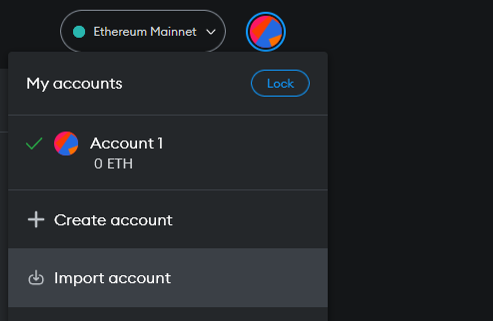 Ethereum Mainnet
My accounts
Lock
Account 1
0 ETH
Create account
Import account